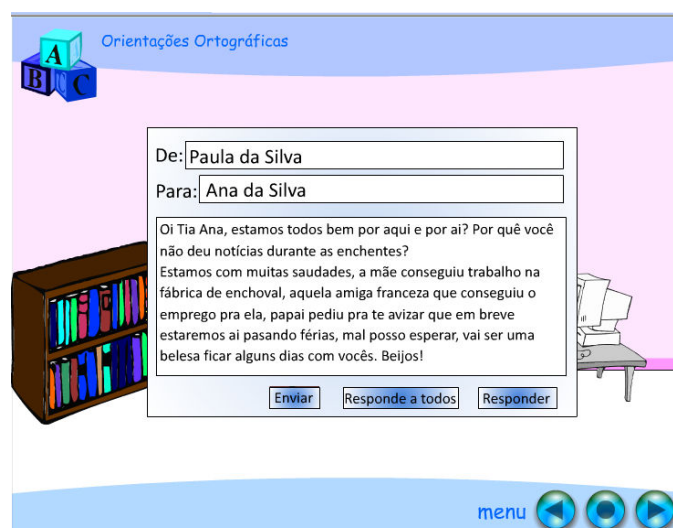 A
B C C
Orientações Ortográficas
De: Paula da Silva
Para: Ana da Silva
Oi Tia Ana, estamos todos bem por aqui e por ai? Por quê você
não deu notícias durante as enchentes?
Estamos com muitas saudades, a mãe conseguiu trabalho na
fábrica de enchoval, aquela amiga franceza que conseguiu o
emprego pra ela, papai pediu pra te avizar que em breve
estaremos ai pasando férias, mal posso esperar, vai ser uma
belesa ficar alguns dias com vocês. Beijos!
Enviar Responde a todos Responder
menu